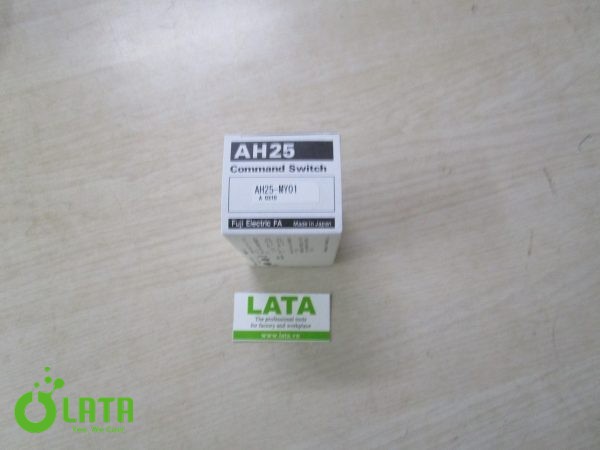 AH25
Command Switch
AH25-MY01
Fuji Electric FA Made in Japan
LATA
The professional tools
for factory and workplace
www.lata.vn
LATA